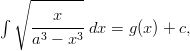 ∫ √(x / (a³ − x³)) dx = g(x) + c,